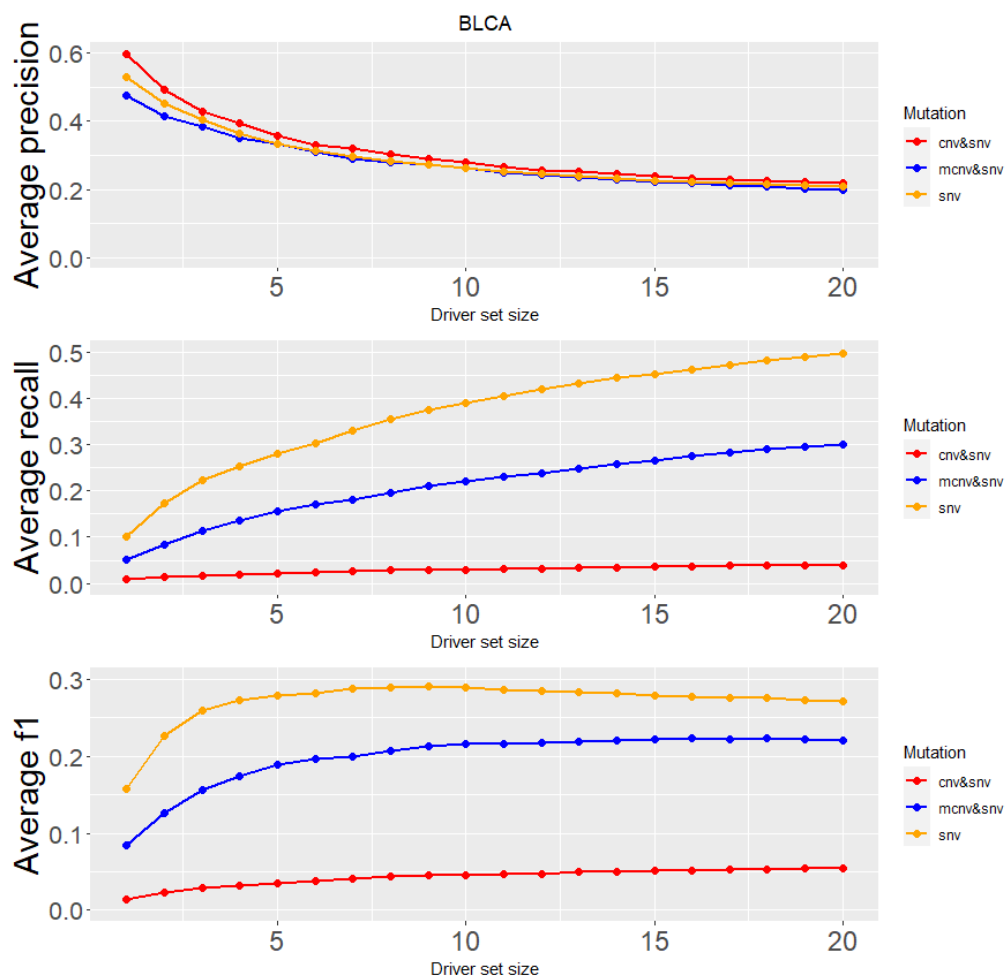 BLCA
Average precision
0.6
0.4
0.2
0.0
5 10 15 20
Driver set size
Mutation
cnv&snv
mcnv&snv
snv
Average recall
0.5
0.4
0.3
0.2
0.1
0.0
5 10 15 20
Driver set size
Mutation
cnv&snv
mcnv&snv
snv
Average f1
0.3
0.2
0.1
0.0
5 10 15 20
Driver set size
Mutation
cnv&snv
mcnv&snv
snv